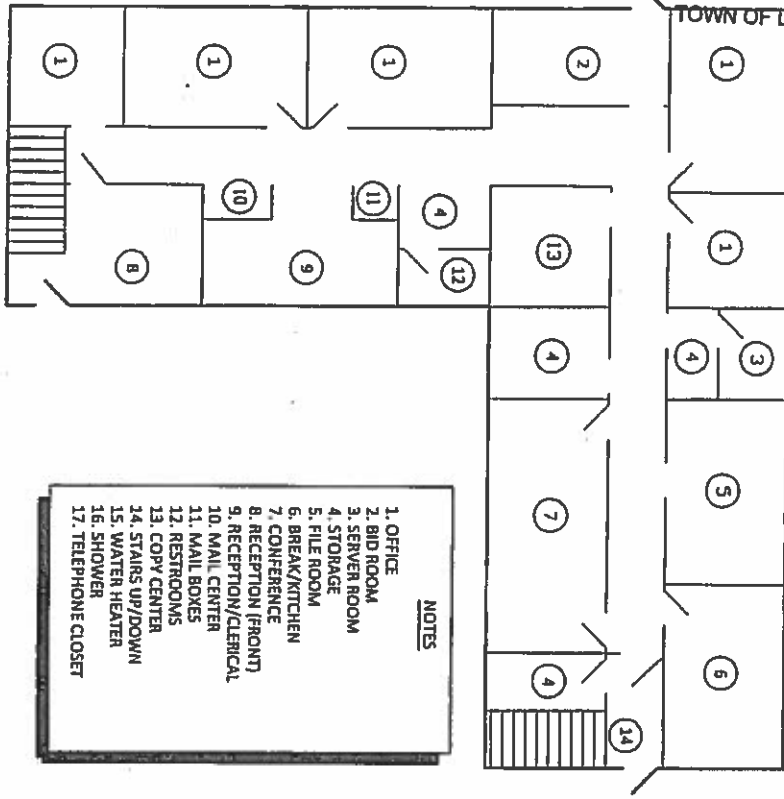 TOWN OF
1
1
1
2
1
10
11
4
8
9
12
13
1
4
4
3
7
5
4
6
14
NOTES
1. OFFICE
2. BID ROOM
3. SERVER ROOM
4. STORAGE
5. FILE ROOM
6. BREAK/KITCHEN
7. CONFERENCE
8. RECEPTION (FRONT)
9. RECEPTION/CLERICAL
10. MAIL CENTER
11. MAIL BOXES
12. RESTROOMS
13. COPY CENTER
14. STAIRS UP/DOWN
15. WATER HEATER
16. SHOWER
17. TELEPHONE CLOSET